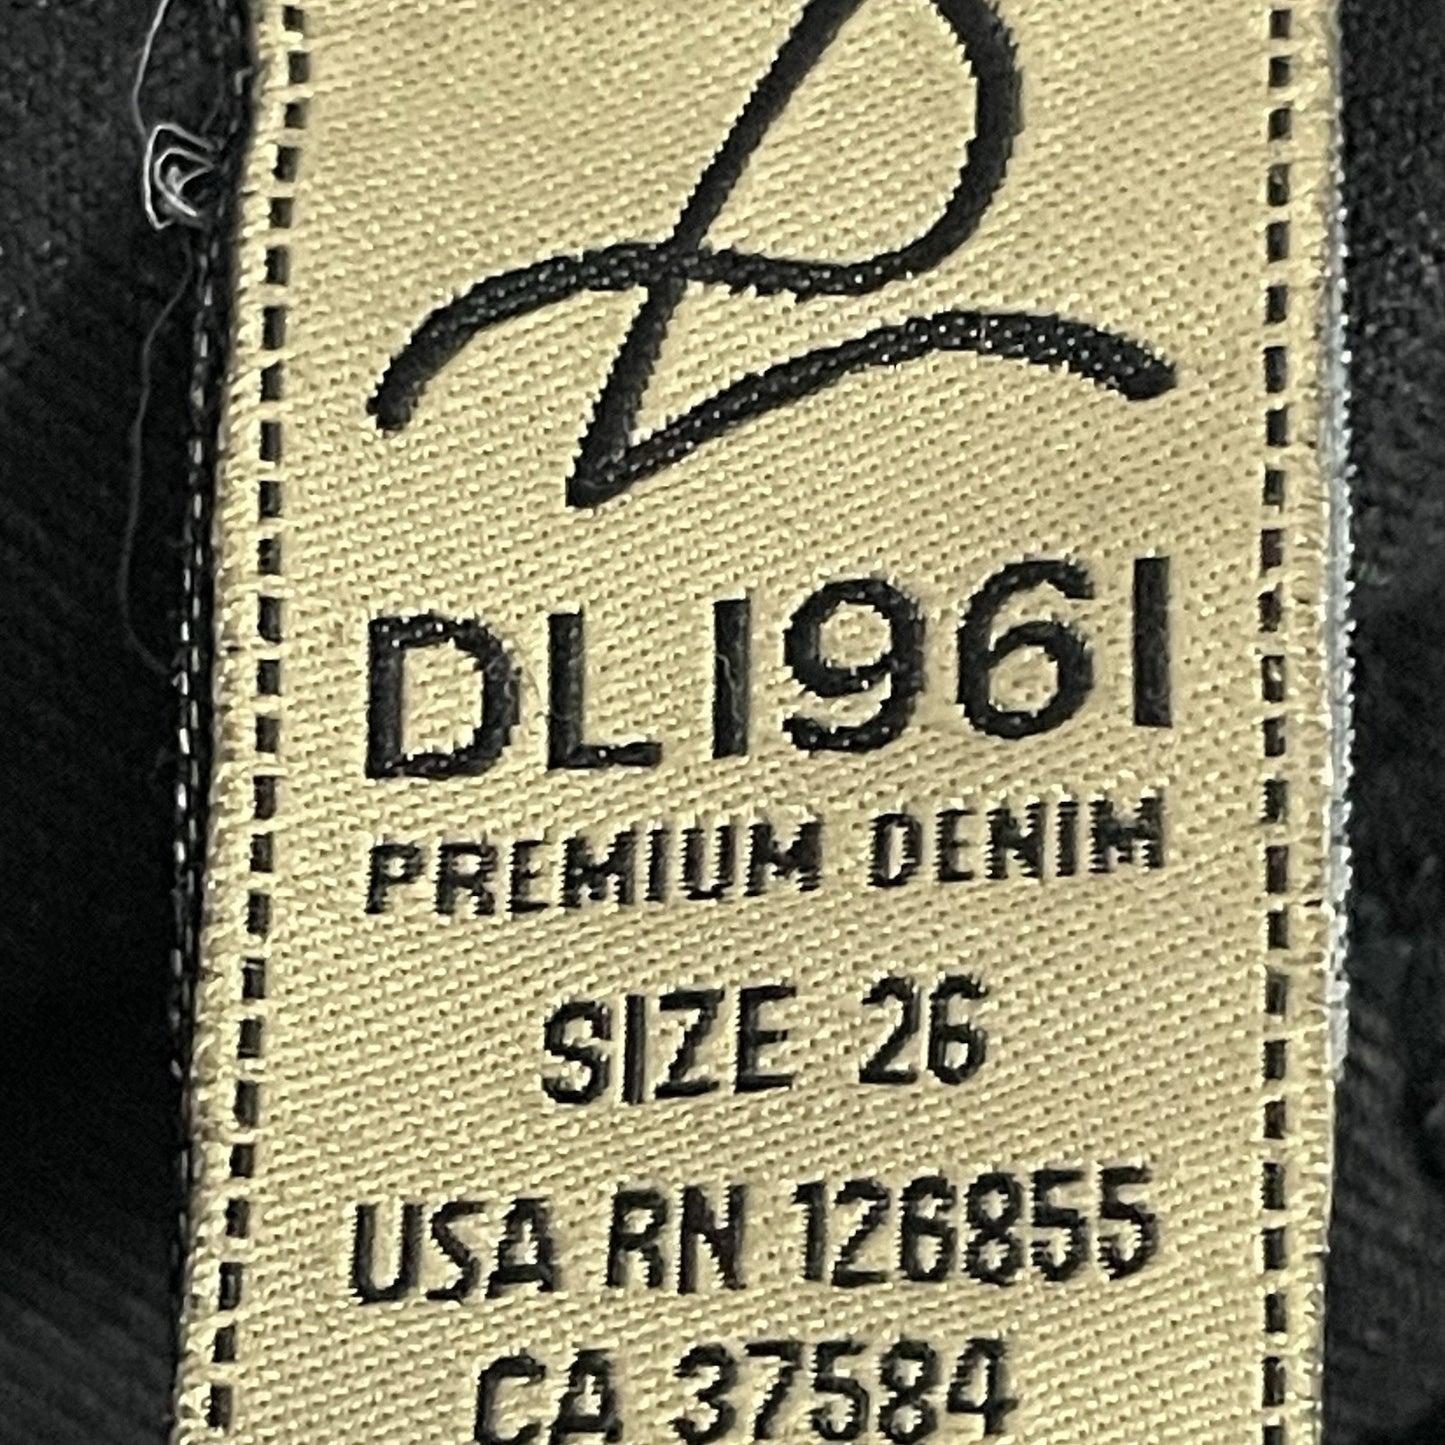 DL1961
PREMIUM DENIM
SIZE 26
USA RN 126855
CA 37584